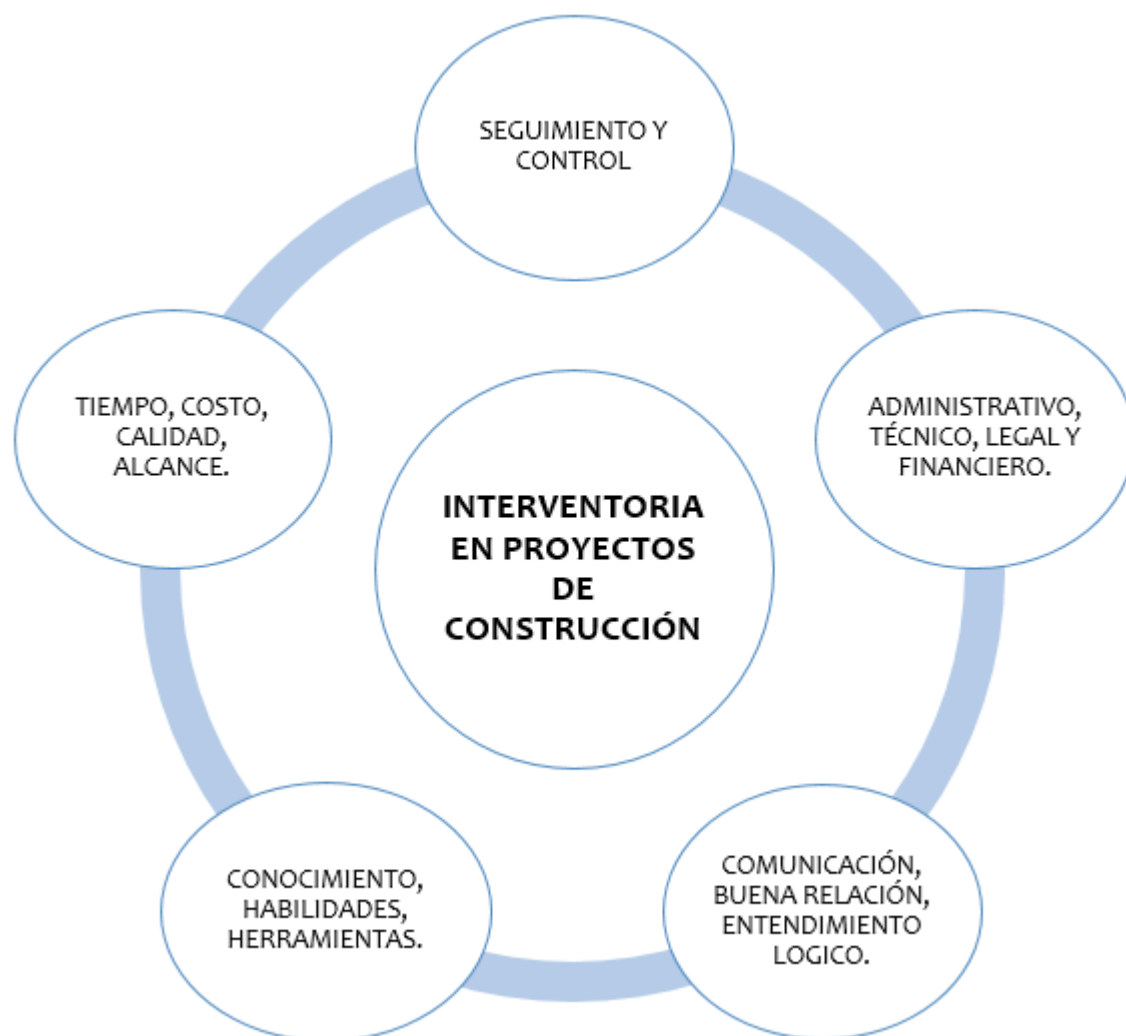 SEGUIMIENTO Y
CONTROL
TIEMPO, COSTO,
CALIDAD,
ALCANCE.
ADMINISTRATIVO,
TÉCNICO, LEGAL Y
FINANCIERO.
INTERVENTORIA
EN PROYECTOS
DE
CONSTRUCCIÓN
CONOCIMIENTO,
HABILIDADES,
HERRAMIENTAS.
COMUNICACIÓN,
BUENA RELACIÓN,
ENTENDIMIENTO
LOGICO.